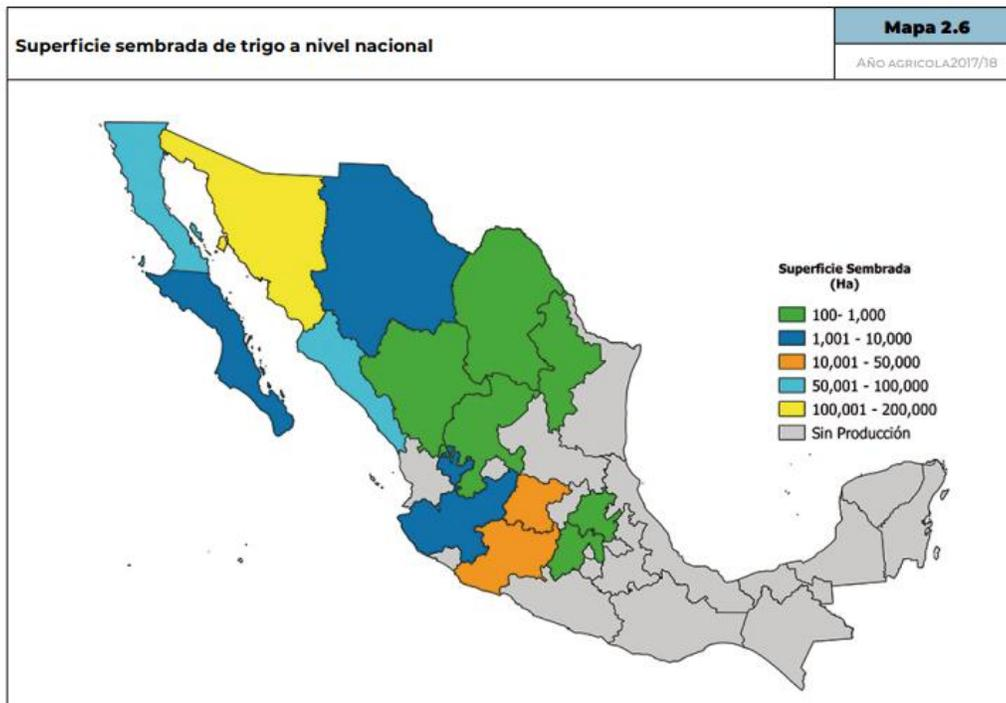 Superficie sembrada de trigo a nivel nacional
Mapa 2.6
AÑO AGRICOLA2017/18
Superficie Sembrada
(Ha)
100- 1,000
1,001 - 10,000
10,001 - 50,000
50,001 - 100,000
100,001 - 200,000
Sin Producción